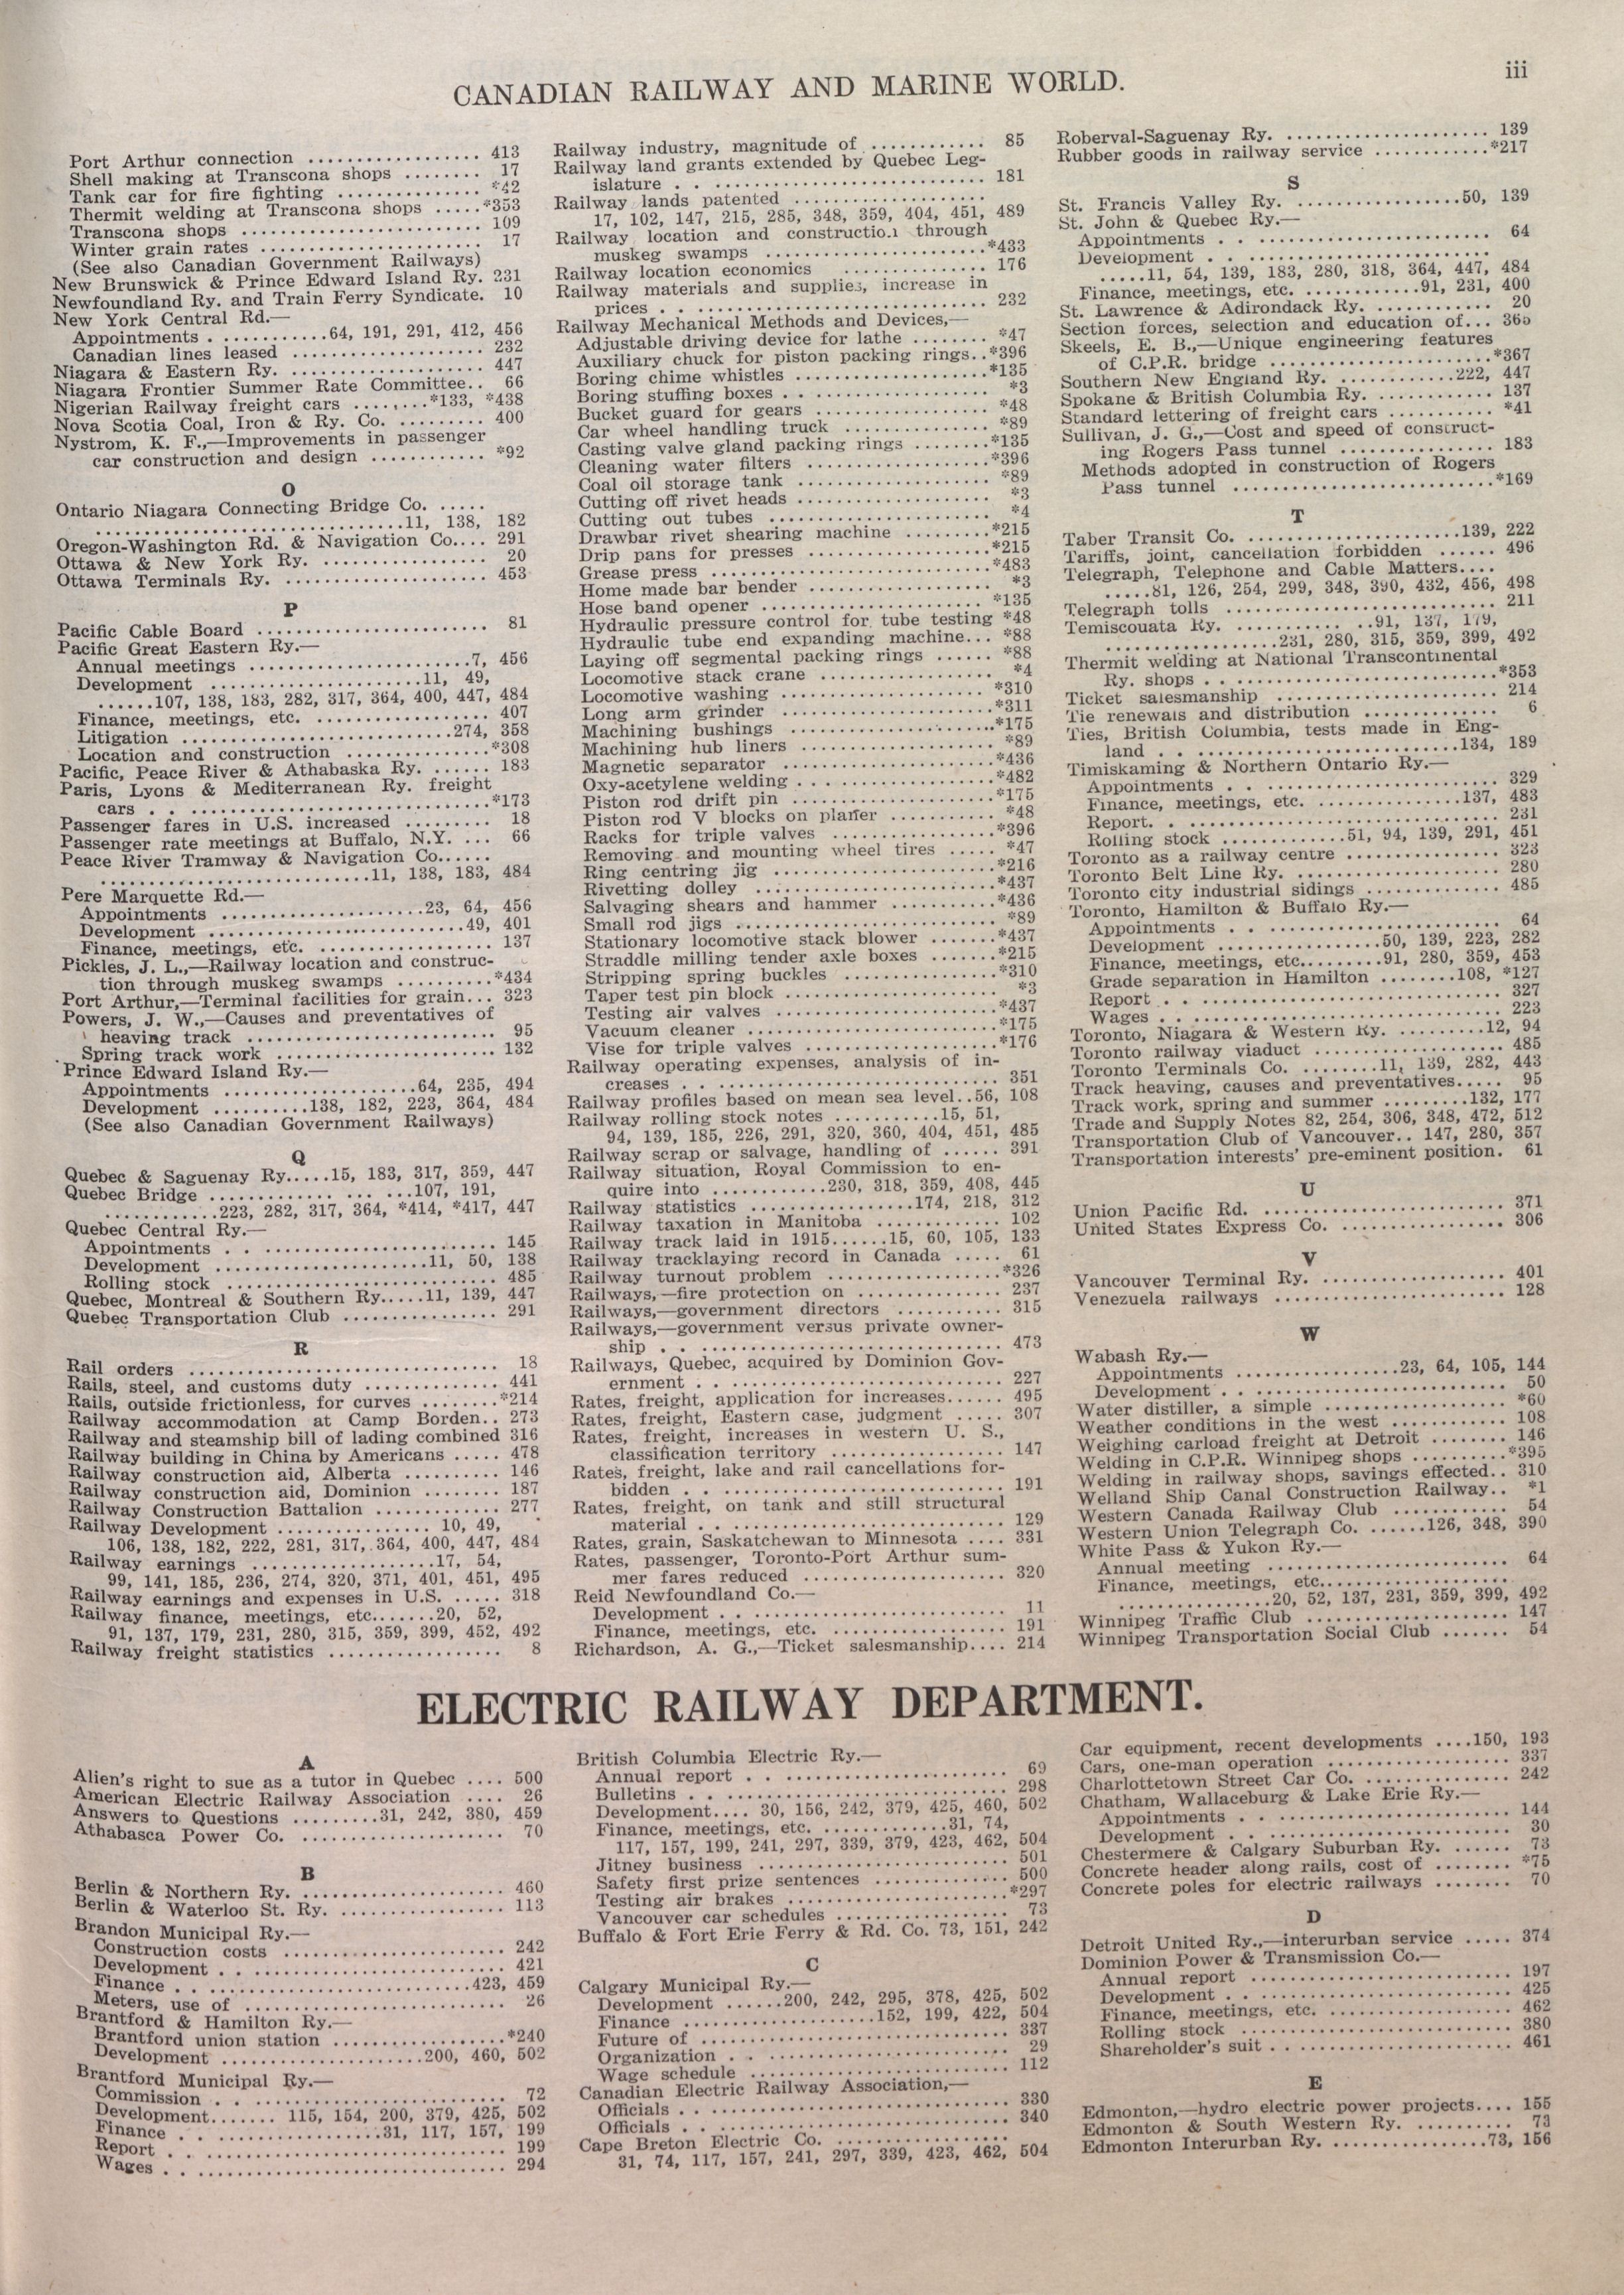 iii
CANADIAN RAILWAY AND MARINE WORLD.
Port Arthur connection .................. 413
Shell making at Transcona shops ........ 17
Tank car for fire fighting ............... *42
Thermit welding at Transcona shops .....*353
Transcona shops ......................... 109
Winter grain rates ....................... 17
(See also Canadian Government Railways)
New Brunswick & Prince Edward Island Ry. 231
Newfoundland Ry. and Train Ferry Syndicate. 10
New York Central Rd.—
Appointments . ............64, 191, 291, 412, 456
Canadian lines leased .................... 232
Niagara & Eastern Ry. ..................... 447
Niagara Frontier Summer Rate Committee.. 66
Nigerian Railway freight cars ........*133, *438
Nova Scotia Coal, Iron & Ry. Co. ......... 400
Nystrom, K. F.,—Improvements in passenger
car construction and design ............ *92
O
Ontario Niagara Connecting Bridge Co. .....
................................11, 138, 182
Oregon-Washington Rd. & Navigation Co.... 291
Ottawa & New York Ry. ................. 20
Ottawa Terminals Ry. ..................... 453
P
Pacific Cable Board ........................ 81
Pacific Great Eastern Ry.—
Annual meetings .......................7, 456
Development ......................11, 49,
......107, 138, 183, 282, 317, 364, 400, 447, 484
Finance, meetings, etc. .................. 407
Litigation ............................274, 358
Location and construction ...............*308
Pacific, Peace River & Athabaska Ry. ...... 183
Paris, Lyons & Mediterranean Ry. freight
cars . . ...............................*173
Passenger fares in U.S. increased ......... 18
Passenger rate meetings at Buffalo, N.Y. ... 66
Peace River Tramway & Navigation Co......
............................11, 138, 183, 484
Pere Marquette Rd.—
Appointments .....................23, 64, 456
Development .........................49, 401
Finance, meetings, etc. .................. 137
Pickles, J. L.,—Railway location and construc-
tion through muskeg swamps ..........*434
Port Arthur,—Terminal facilities for grain... 323
Powers, J. W.,—Causes and preventatives of
heaving track .......................... 95
Spring track work ....................... 132
Prince Edward Island Ry.—
Appointments ....................64, 235, 494
Development ..........138, 182, 223, 364, 484
(See also Canadian Government Railways)
Q
Quebec & Saguenay Ry.....15, 183, 317, 359, 447
Quebec Bridge ............. ... ...107, 191,
............223, 282, 317, 364, *414, *417, 447
Quebec Central Ry.—
Appointments . . ........................ 145
Development ......................11, 50, 138
Rolling stock ............................ 485
Quebec, Montreal & Southern Ry.....11, 139, 447
Quebec Transportation Club ................ 291
R
Rail orders ................................ 18
Rails, steel, and customs duty .............. 441
Rails, outside frictionless, for curves ........*214
Railway accommodation at Camp Borden.. 273
Railway and steamship bill of lading combined 316
Railway building in China by Americans ..... 478
Railway construction aid, Alberta .......... 146
Railway construction aid, Dominion ........ 187
Railway Construction Battalion ............ 277
Railway Development ................ 10, 49,
106, 138, 182, 222, 281, 317, 364, 400, 447, 484
Railway earnings ....................17, 54,
99, 141, 185, 236, 274, 320, 371, 401, 451, 495
Railway earnings and expenses in U.S. ..... 318
Railway finance, meetings, etc.......20, 52,
91, 137, 179, 231, 280, 315, 359, 399, 452, 492
Railway freight statistics .................. 8
Railway industry, magnitude of ............ 85
Railway land grants extended by Quebec Leg-
islature . . ............................ 181
Railway lands patented ....................
17, 102, 147, 215, 285, 348, 359, 404, 451, 489
Railway location and construction through
muskeg swamps .......................*433
Railway location economics ............... 176
Railway materials and supplies, increase in
prices . . .............................. 232
Railway Mechanical Methods and Devices,—
Adjustable driving device for lathe ........ *47
Auxiliary chuck for piston packing rings..*396
Boring chime whistles ....................*135
Boring stuffing boxes . . .................... *3
Bucket guard for gears ................. *48
Car wheel handling truck ............... *89
Casting valve gland packing rings ........*135
Cleaning water filters ...................*396
Coal oil storage tank .................... *89
Cutting off rivet heads .................... *3
Cutting out tubes ........................ *4
Drawbar rivet shearing machine .........*215
Drip pans for presses ...................*215
Grease press .............................*483
Home made bar bender ................... *3
Hose band opener .......................*135
Hydraulic pressure control for tube testing *48
Hydraulic tube end expanding machine... *88
Laying off segmental packing rings ...... *88
Locomotive stack crane .................. *4
Locomotive washing .....................*310
Long arm grinder ......................*311
Machining bushings .....................*175
Machining hub liners .................... *89
Magnetic separator .....................*436
Oxy-acetylene welding . ..................*482
Piston rod drift pin .....................*175
Piston rod V blocks on planer ........... *48
Racks for triple valves .................*396
Removing and mounting wheel tires ..... *47
Ring centring jig .......................*216
Rivetting dolley .........................*437
Salvaging shears and hammer ...........*436
Small rod jigs ............................ *89
Stationary locomotive stack blower .......*437
Straddle milling tender axle boxes .......*215
Stripping spring buckles ................*310
Taper test pin block ...................... *3
Testing air valves .......................*437
Vacuum cleaner .........................*175
Vise for triple valves ....................*176
Railway operating expenses, analysis of in-
creases . . ............................. 351
Railway profiles based on mean sea level..56, 108
Railway rolling stock notes ...........15, 51,
94, 139, 185, 226, 291, 320, 360, 404, 451, 485
Railway scrap or salvage, handling of ...... 391
Railway situation, Royal Commission to en-
quire into ............230, 318, 359, 408, 445
Railway statistics .................174, 218, 312
Railway taxation in Manitoba ............. 102
Railway track laid in 1915......15, 60, 105, 133
Railway tracklaying record in Canada ..... 61
Railway turnout problem ..................*326
Railways,—fire protection on ............... 237
Railways,—government directors ........... 315
Railways,—government versus private owner-
ship . . ................................ 473
Railways, Quebec, acquired by Dominion Gov-
ernment . . ............................. 227
Rates, freight, application for increases...... 495
Rates, freight, Eastern case, judgment ..... 307
Rates, freight, increases in western U. S.,
classification territory .................. 147
Rates, freight, lake and rail cancellations for-
bidden . . .............................. 191
Rates, freight, on tank and still structural
material . . ............................. 129
Rates, grain, Saskatchewan to Minnesota .... 331
Rates, passenger, Toronto-Port Arthur sum-
mer fares reduced ...................... 320
Reid Newfoundland Co.—
Development . . .......................... 11
Finance, meetings, etc. .................. 191
Richardson, A. G.,—Ticket salesmanship.... 214
Roberval-Saguenay Ry. ..................... 139
Rubber goods in railway service ............*217
S
St. Francis Valley Ry. .................50, 139
St. John & Quebec Ry.—
Appointments . . ........................ 64
Development . . ..........................
.....11, 54, 139, 183, 280, 318, 364, 447, 484
Finance, meetings, etc. ............91, 231, 400
St. Lawrence & Adirondack Ry. ............ 20
Section forces, selection and education of... 365
Skeels, E. B.,—Unique engineering features
of C.P.R. bridge .......................*367
Southern New England Ry. ............222, 447
Spokane & British Columbia Ry. ............ 137
Standard lettering of freight cars ........... *41
Sullivan, J. G.,—Cost and speed of construct-
ing Rogers Pass tunnel ................ 183
Methods adopted in construction of Rogers
Pass tunnel ...........................*169
T
Taber Transit Co. ......................139, 222
Tariffs, joint, cancellation forbidden ...... 496
Telegraph, Telephone and Cable Matters....
.....81, 126, 254, 299, 348, 390, 432, 456, 498
Telegraph tolls ............................ 211
Temiscouata Ry. ........... ..91, 137, 179,
..................231, 280, 315, 359, 399, 492
Thermit welding at National Transcontinental
Ry. shops . . ............................*353
Ticket salesmanship ....................... 214
Tie renewals and distribution .............. 6
Ties, British Columbia, tests made in Eng-
land . . ............................134, 189
Timiskaming & Northern Ontario Ry.—
Appointments . . ......................... 329
Finance, meetings, etc. ...............137, 483
Report. . ................................ 231
Rolling stock .............51, 94, 139, 291, 451
Toronto as a railway centre ................ 323
Toronto Belt Line Ry. ..................... 280
Toronto city industrial sidings .............. 485
Toronto, Hamilton & Buffalo Ry.—
Appointments . . ......................... 64
Development .................50, 139, 223, 282
Finance, meetings, etc.........91, 280, 359, 453
Grade separation in Hamilton ........108, *127
Report . . ............................... 327
Wages . . ................................ 223
Toronto, Niagara & Western Ry. .........12, 94
Toronto railway viaduct .................... 485
Toronto Terminals Co. ........11, 139, 282, 443
Track heaving, causes and preventatives..... 95
Track work, spring and summer .........132, 177
Trade and Supply Notes 82, 254, 306, 348, 472, 512
Transportation Club of Vancouver.. 147, 280, 357
Transportation interests' pre-eminent position. 61
U
Union Pacific Rd. ......................... 371
United States Express Co. ................. 306
V
Vancouver Terminal Ry. ................... 401
Venezuela railways ........................ 128
W
Wabash Ry.—
Appointments ..................23, 64, 105, 144
Development . . .......................... 50
Water distiller, a simple ................... *60
Weather conditions in the west ............ 108
Weighing carload freight at Detroit ........ 146
Welding in C.P.R. Winnipeg shops ..........*395
Welding in railway shops, savings effected.. 310
Welland Ship Canal Construction Railway.. *1
Western Canada Railway Club ............ 54
Western Union Telegraph Co. ......126, 348, 390
White Pass & Yukon Ry.—
Annual meeting ......................... 64
Finance, meetings, etc....................
................20, 52, 137, 231, 359, 399, 492
Winnipeg Traffic Club ..................... 147
Winnipeg Transportation Social Club ....... 54
ELECTRIC RAILWAY DEPARTMENT.
A
Alien's right to sue as a tutor in Quebec .... 500
American Electric Railway Association .... 26
Answers to Questions .........31, 242, 380, 459
Athabasca Power Co. ...................... 70
B
Berlin & Northern Ry. ..................... 460
Berlin & Waterloo St. Ry. ................. 113
Brandon Municipal Ry.—
Construction costs ....................... 242
Development . . .......................... 421
Finance . . ..........................423, 459
Meters, use of ........................... 26
Brantford & Hamilton Ry.—
Brantford union station ..................*240
Development .....................200, 460, 502
Brantford Municipal Ry.—
Commission . . .......................... 72
Development....... 115, 154, 200, 379, 425, 502
Finance . . .................31, 117, 157, 199
Report . . ............................... 199
Wages . . ................................ 294
British Columbia Electric Ry.—
Annual report . . ........................ 69
Bulletins . . ............................. 298
Development.... 30, 156, 242, 379, 425, 460, 502
Finance, meetings, etc. .............31, 74,
117, 157, 199, 241, 297, 339, 379, 423, 462, 504
Jitney business .......................... 501
Safety first prize sentences .............. 500
Testing air brakes .......................*297
Vancouver car schedules .................. 73
Buffalo & Fort Erie Ferry & Rd. Co. 73, 151, 242
C
Calgary Municipal Ry.—
Development ......200, 242, 295, 378, 425, 502
Finance ....................152, 199, 422, 504
Future of ................................ 337
Organization . . .......................... 29
Wage schedule ........................... 112
Canadian Electric Railway Association,—
Officials . . .............................. 330
Officials . . .............................. 340
Cape Breton Electric Co. ...................
31, 74, 117, 157, 241, 297, 339, 423, 462, 504
Car equipment, recent developments ....150, 193
Cars, one-man operation ................... 337
Charlottetown Street Car Co. ............... 242
Chatham, Wallaceburg & Lake Erie Ry.—
Appointments . . ......................... 144
Development . . .......................... 30
Chestermere & Calgary Suburban Ry. ...... 73
Concrete header along rails, cost of ........ *75
Concrete poles for electric railways ........ 70
D
Detroit United Ry.,—interurban service ..... 374
Dominion Power & Transmission Co.—
Annual report ........................... 197
Development . . .......................... 425
Finance, meetings, etc. .................. 462
Rolling stock ............................ 380
Shareholder's suit . . ..................... 461
E
Edmonton,—hydro electric power projects.... 155
Edmonton & South Western Ry. .......... 73
Edmonton Interurban Ry. ................73, 156